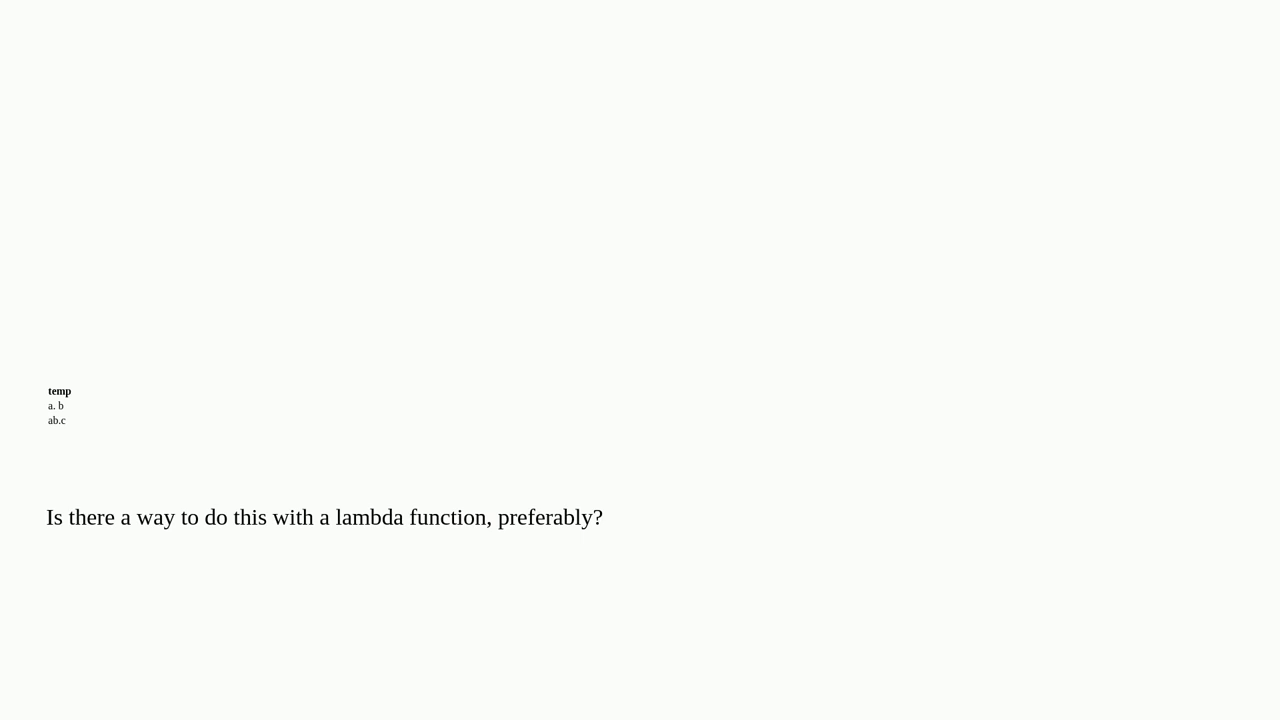 temp
a. b
ab.c
Is there a way to do this with a lambda function, preferably?